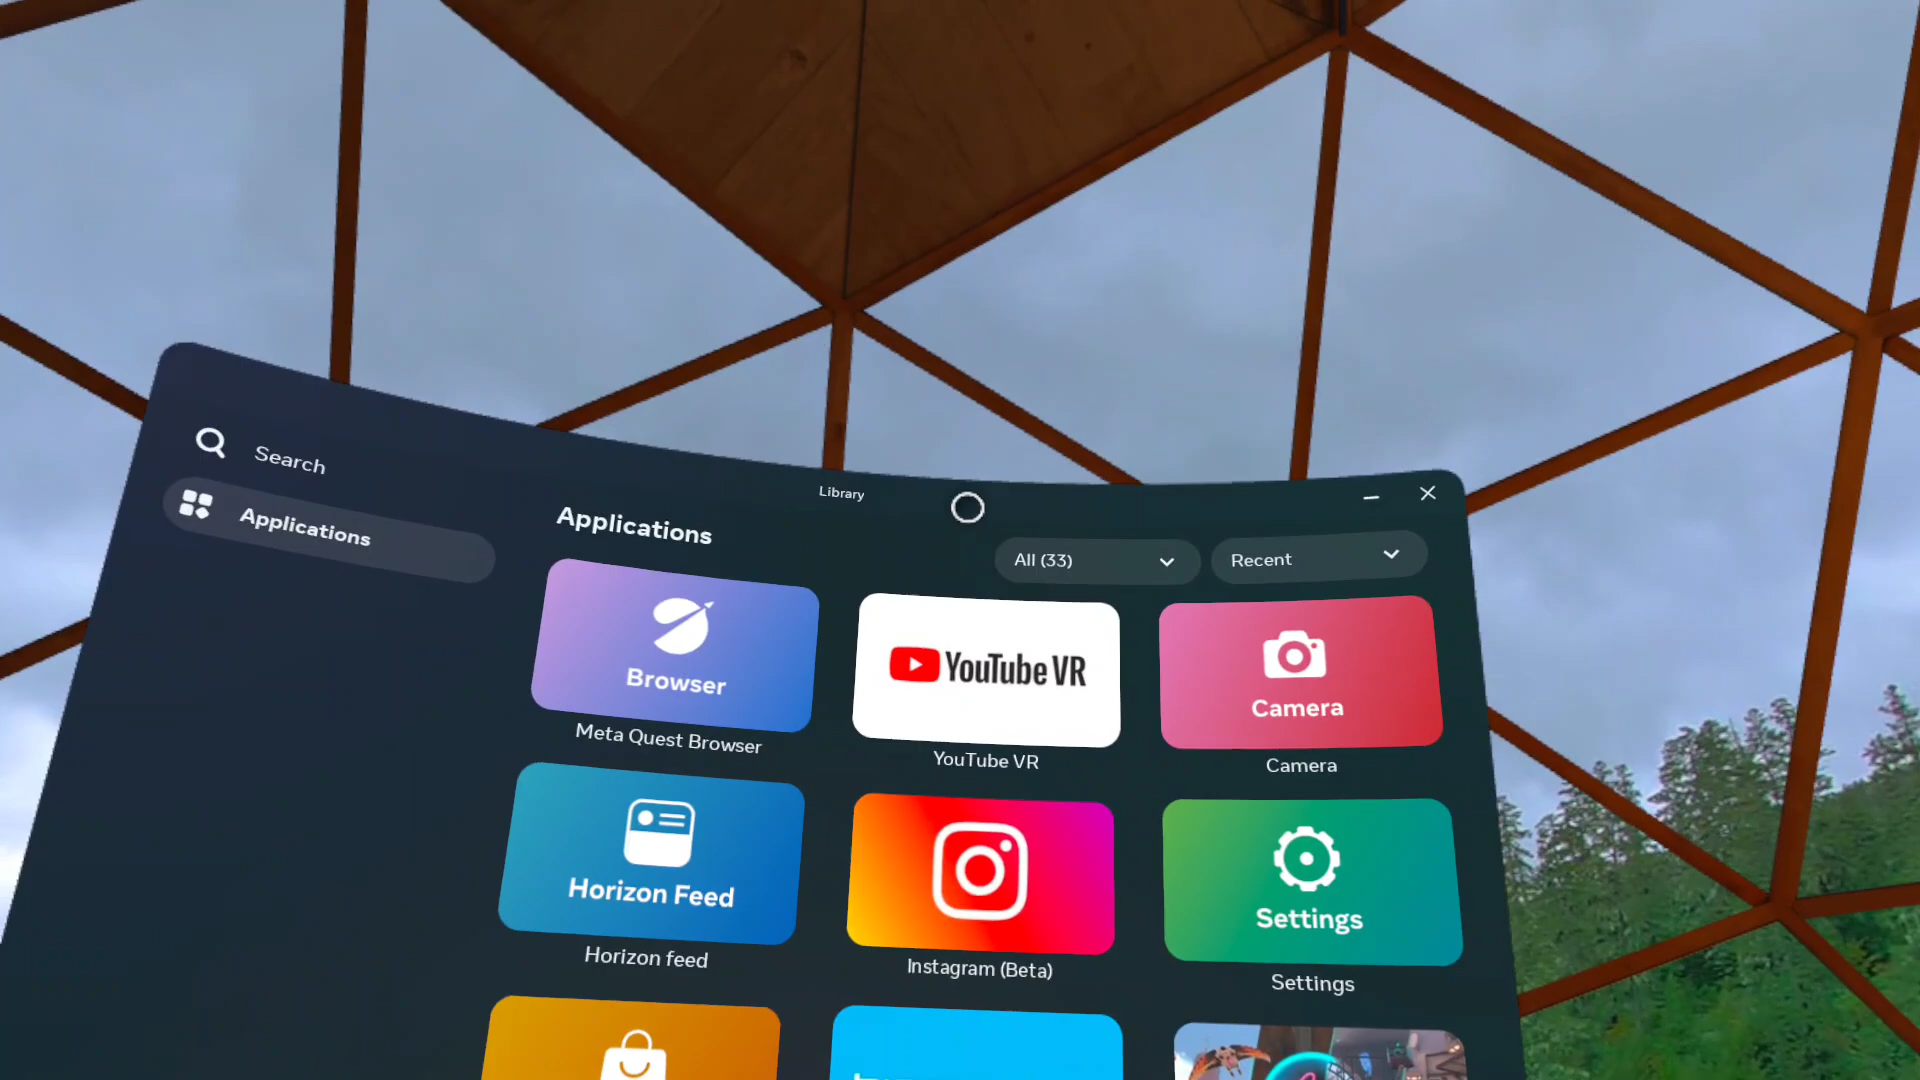 Search
Applications
Library
Applications
All (33)
Recent
Browser
Meta Quest Browser
YouTube VR
YouTube VR
Camera
Camera
Horizon Feed
Horizon feed
Instagram (Beta)
Settings
Settings